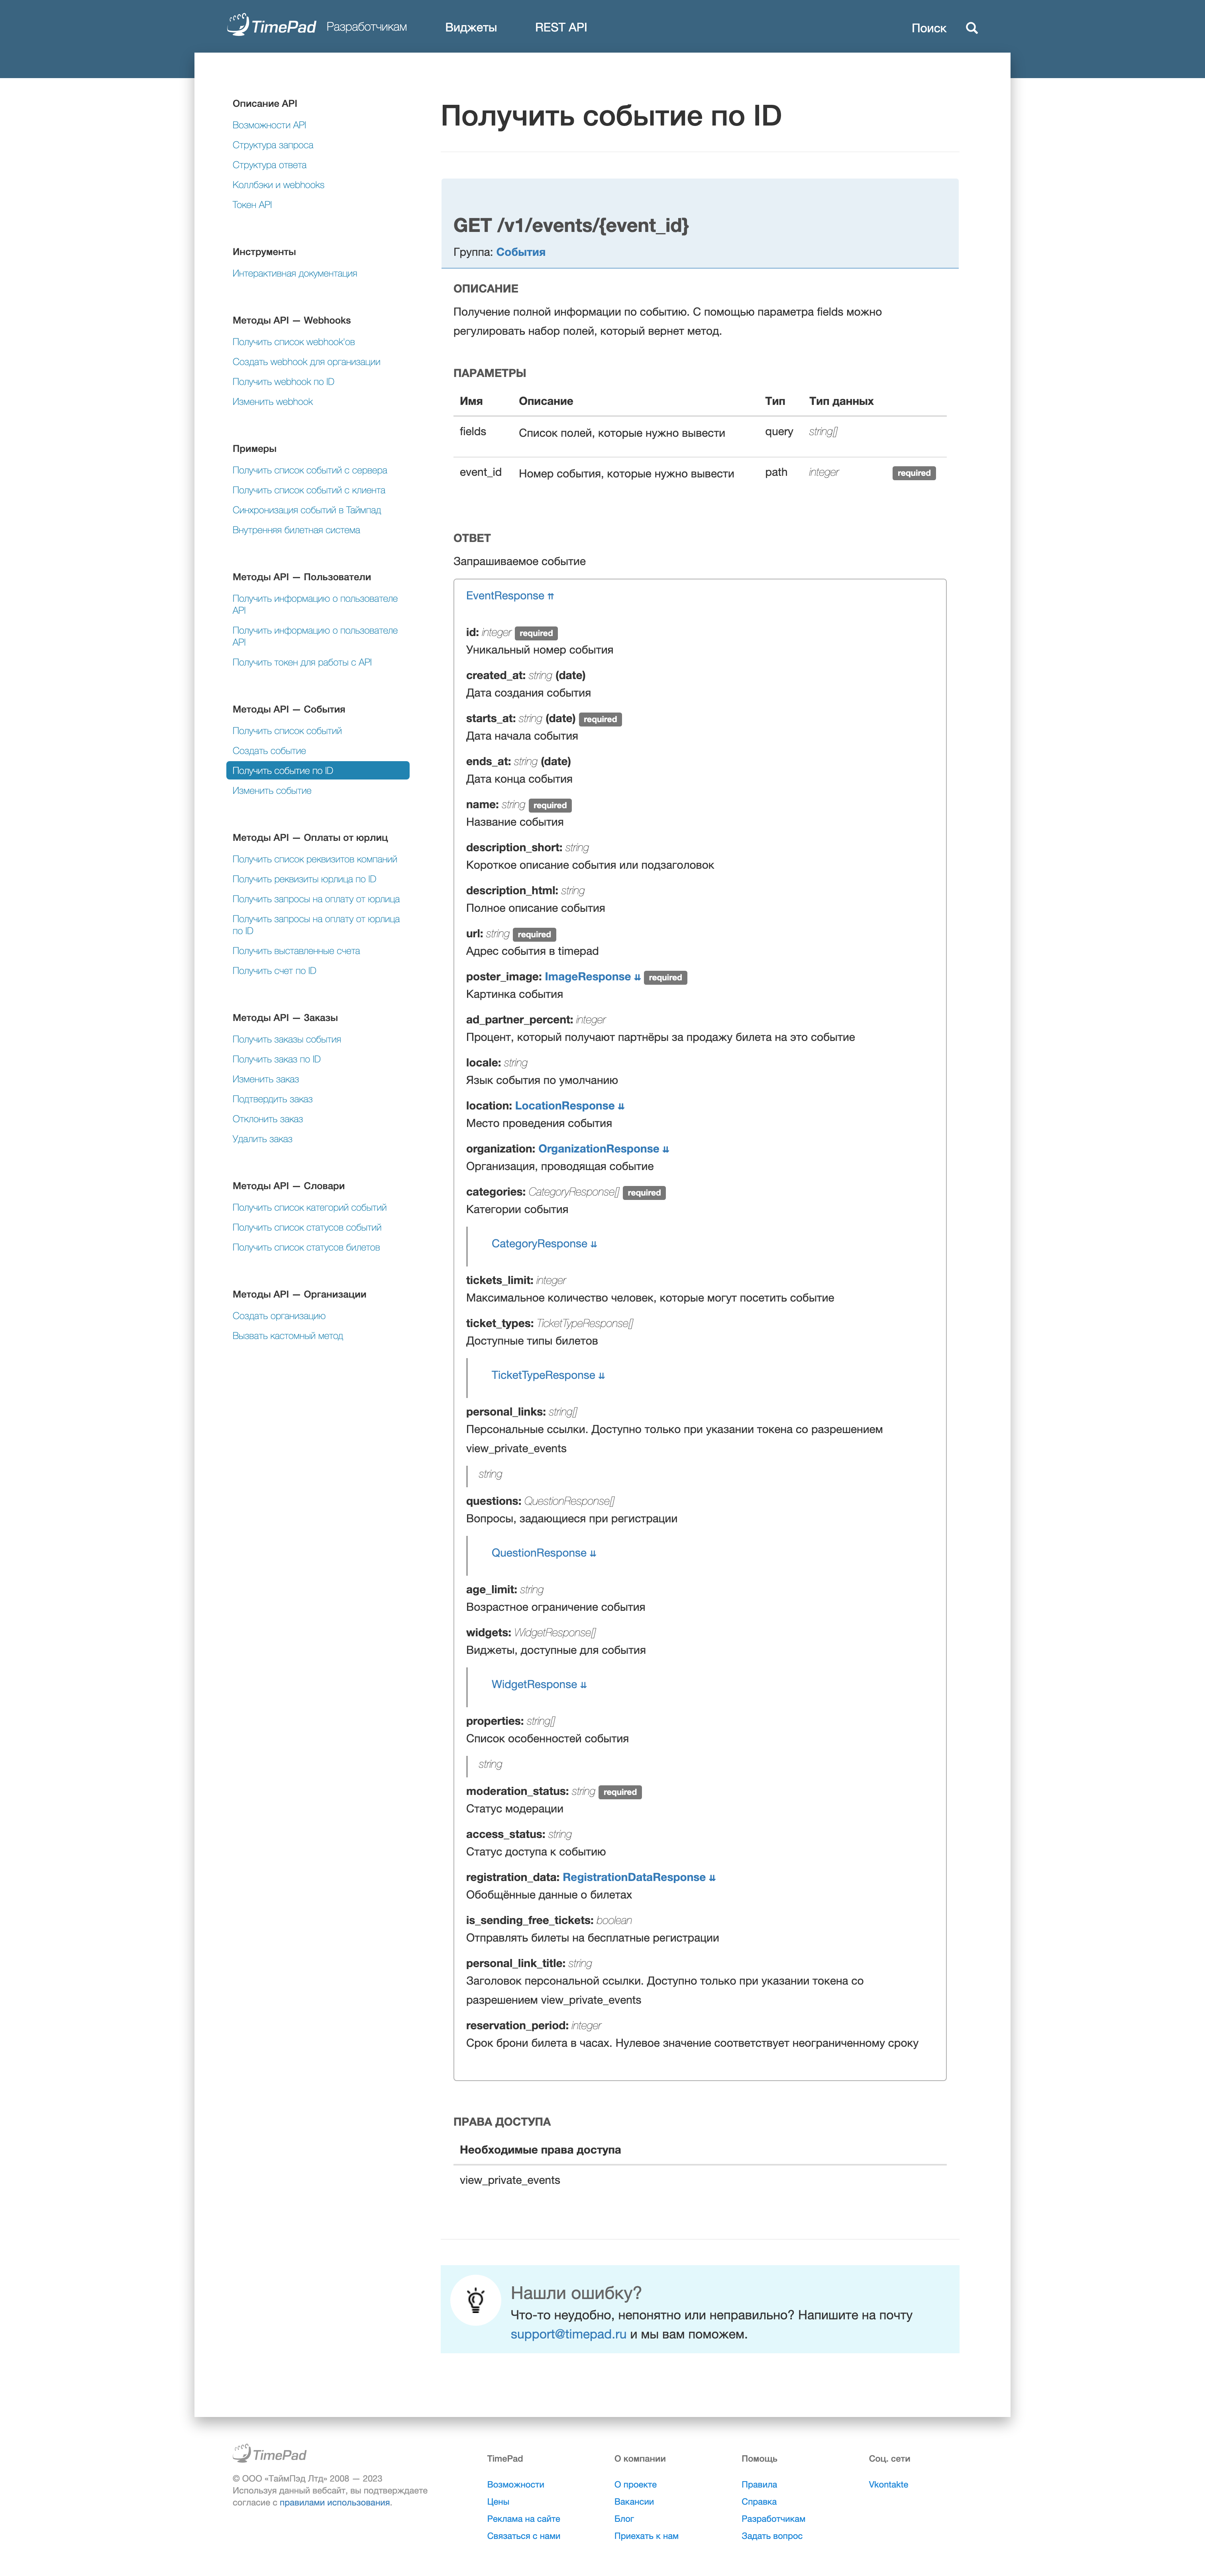 TimePad Разработчикам Виджеты REST API Поиск
Описание API
Возможности API
Структура запроса
Структура ответа
Коллбэки и webhooks
Токен API
Инструменты
Интерактивная документация
Методы API — Webhooks
Получить список webhook'ов
Создать webhook для организации
Получить webhook по ID
Изменить webhook
Примеры
Получить список событий с сервера
Получить список событий с клиента
Синхронизация событий в Таймпад
Внутренняя билетная система
Методы API — Пользователи
Получить информацию о пользователе
API
Получить информацию о пользователе
API
Получить токен для работы с API
Методы API — События
Получить список событий
Создать событие
Получить событие по ID
Изменить событие
Методы API — Оплаты от юрлиц
Получить список реквизитов компаний
Получить реквизиты юрлица по ID
Получить запросы на оплату от юрлица
Получить запросы на оплату от юрлица
по ID
Получить выставленные счета
Получить счет по ID
Методы API — Заказы
Получить заказы события
Получить заказ по ID
Изменить заказ
Подтвердить заказ
Отклонить заказ
Удалить заказ
Методы API — Словари
Получить список категорий событий
Получить список статусов событий
Получить список статусов билетов
Методы API — Организации
Создать организацию
Вызвать кастомный метод
Получить событие по ID
GET /v1/events/{event_id}
Группа: События
ОПИСАНИЕ
Получение полной информации по событию. С помощью параметра fields можно
регулировать набор полей, который вернет метод.
ПАРАМЕТРЫ
Имя Описание Тип Тип данных
fields Список полей, которые нужно вывести query string[]
event_id Номер события, которые нужно вывести path integer required
ОТВЕТ
Запрашиваемое событие
EventResponse ⇈
id: integer required
Уникальный номер события
created_at: string (date)
Дата создания события
starts_at: string (date) required
Дата начала события
ends_at: string (date)
Дата конца события
name: string required
Название события
description_short: string
Короткое описание события или подзаголовок
description_html: string
Полное описание события
url: string required
Адрес события в timepad
poster_image: ImageResponse ⇊ required
Картинка события
ad_partner_percent: integer
Процент, который получают партнёры за продажу билета на это событие
locale: string
Язык события по умолчанию
location: LocationResponse ⇊
Место проведения события
organization: OrganizationResponse ⇊
Организация, проводящая событие
categories: CategoryResponse[] required
Категории события
CategoryResponse ⇊
tickets_limit: integer
Максимальное количество человек, которые могут посетить событие
ticket_types: TicketTypeResponse[]
Доступные типы билетов
TicketTypeResponse ⇊
personal_links: string[]
Персональные ссылки. Доступно только при указании токена со разрешением
view_private_events
string
questions: QuestionResponse[]
Вопросы, задающиеся при регистрации
QuestionResponse ⇊
age_limit: string
Возрастное ограничение события
widgets: WidgetResponse[]
Виджеты, доступные для события
WidgetResponse ⇊
properties: string[]
Список особенностей события
string
moderation_status: string required
Статус модерации
access_status: string
Статус доступа к событию
registration_data: RegistrationDataResponse ⇊
Обобщённые данные о билетах
is_sending_free_tickets: boolean
Отправлять билеты на бесплатные регистрации
personal_link_title: string
Заголовок персональной ссылки. Доступно только при указании токена со
разрешением view_private_events
reservation_period: integer
Срок брони билета в часах. Нулевое значение соответствует неограниченному сроку
ПРАВА ДОСТУПА
Необходимые права доступа
view_private_events
Нашли ошибку?
Что-то неудобно, непонятно или неправильно? Напишите на почту
support@timepad.ru и мы вам поможем.
TimePad
© ООО «ТаймПэд Лтд» 2008 — 2023
Используя данный вебсайт, вы подтверждаете
согласие с правилами использования.
TimePad
Возможности
Цены
Реклама на сайте
Связаться с нами
О компании
О проекте
Вакансии
Блог
Приехать к нам
Помощь
Правила
Справка
Разработчикам
Задать вопрос
Соц. сети
Vkontakte